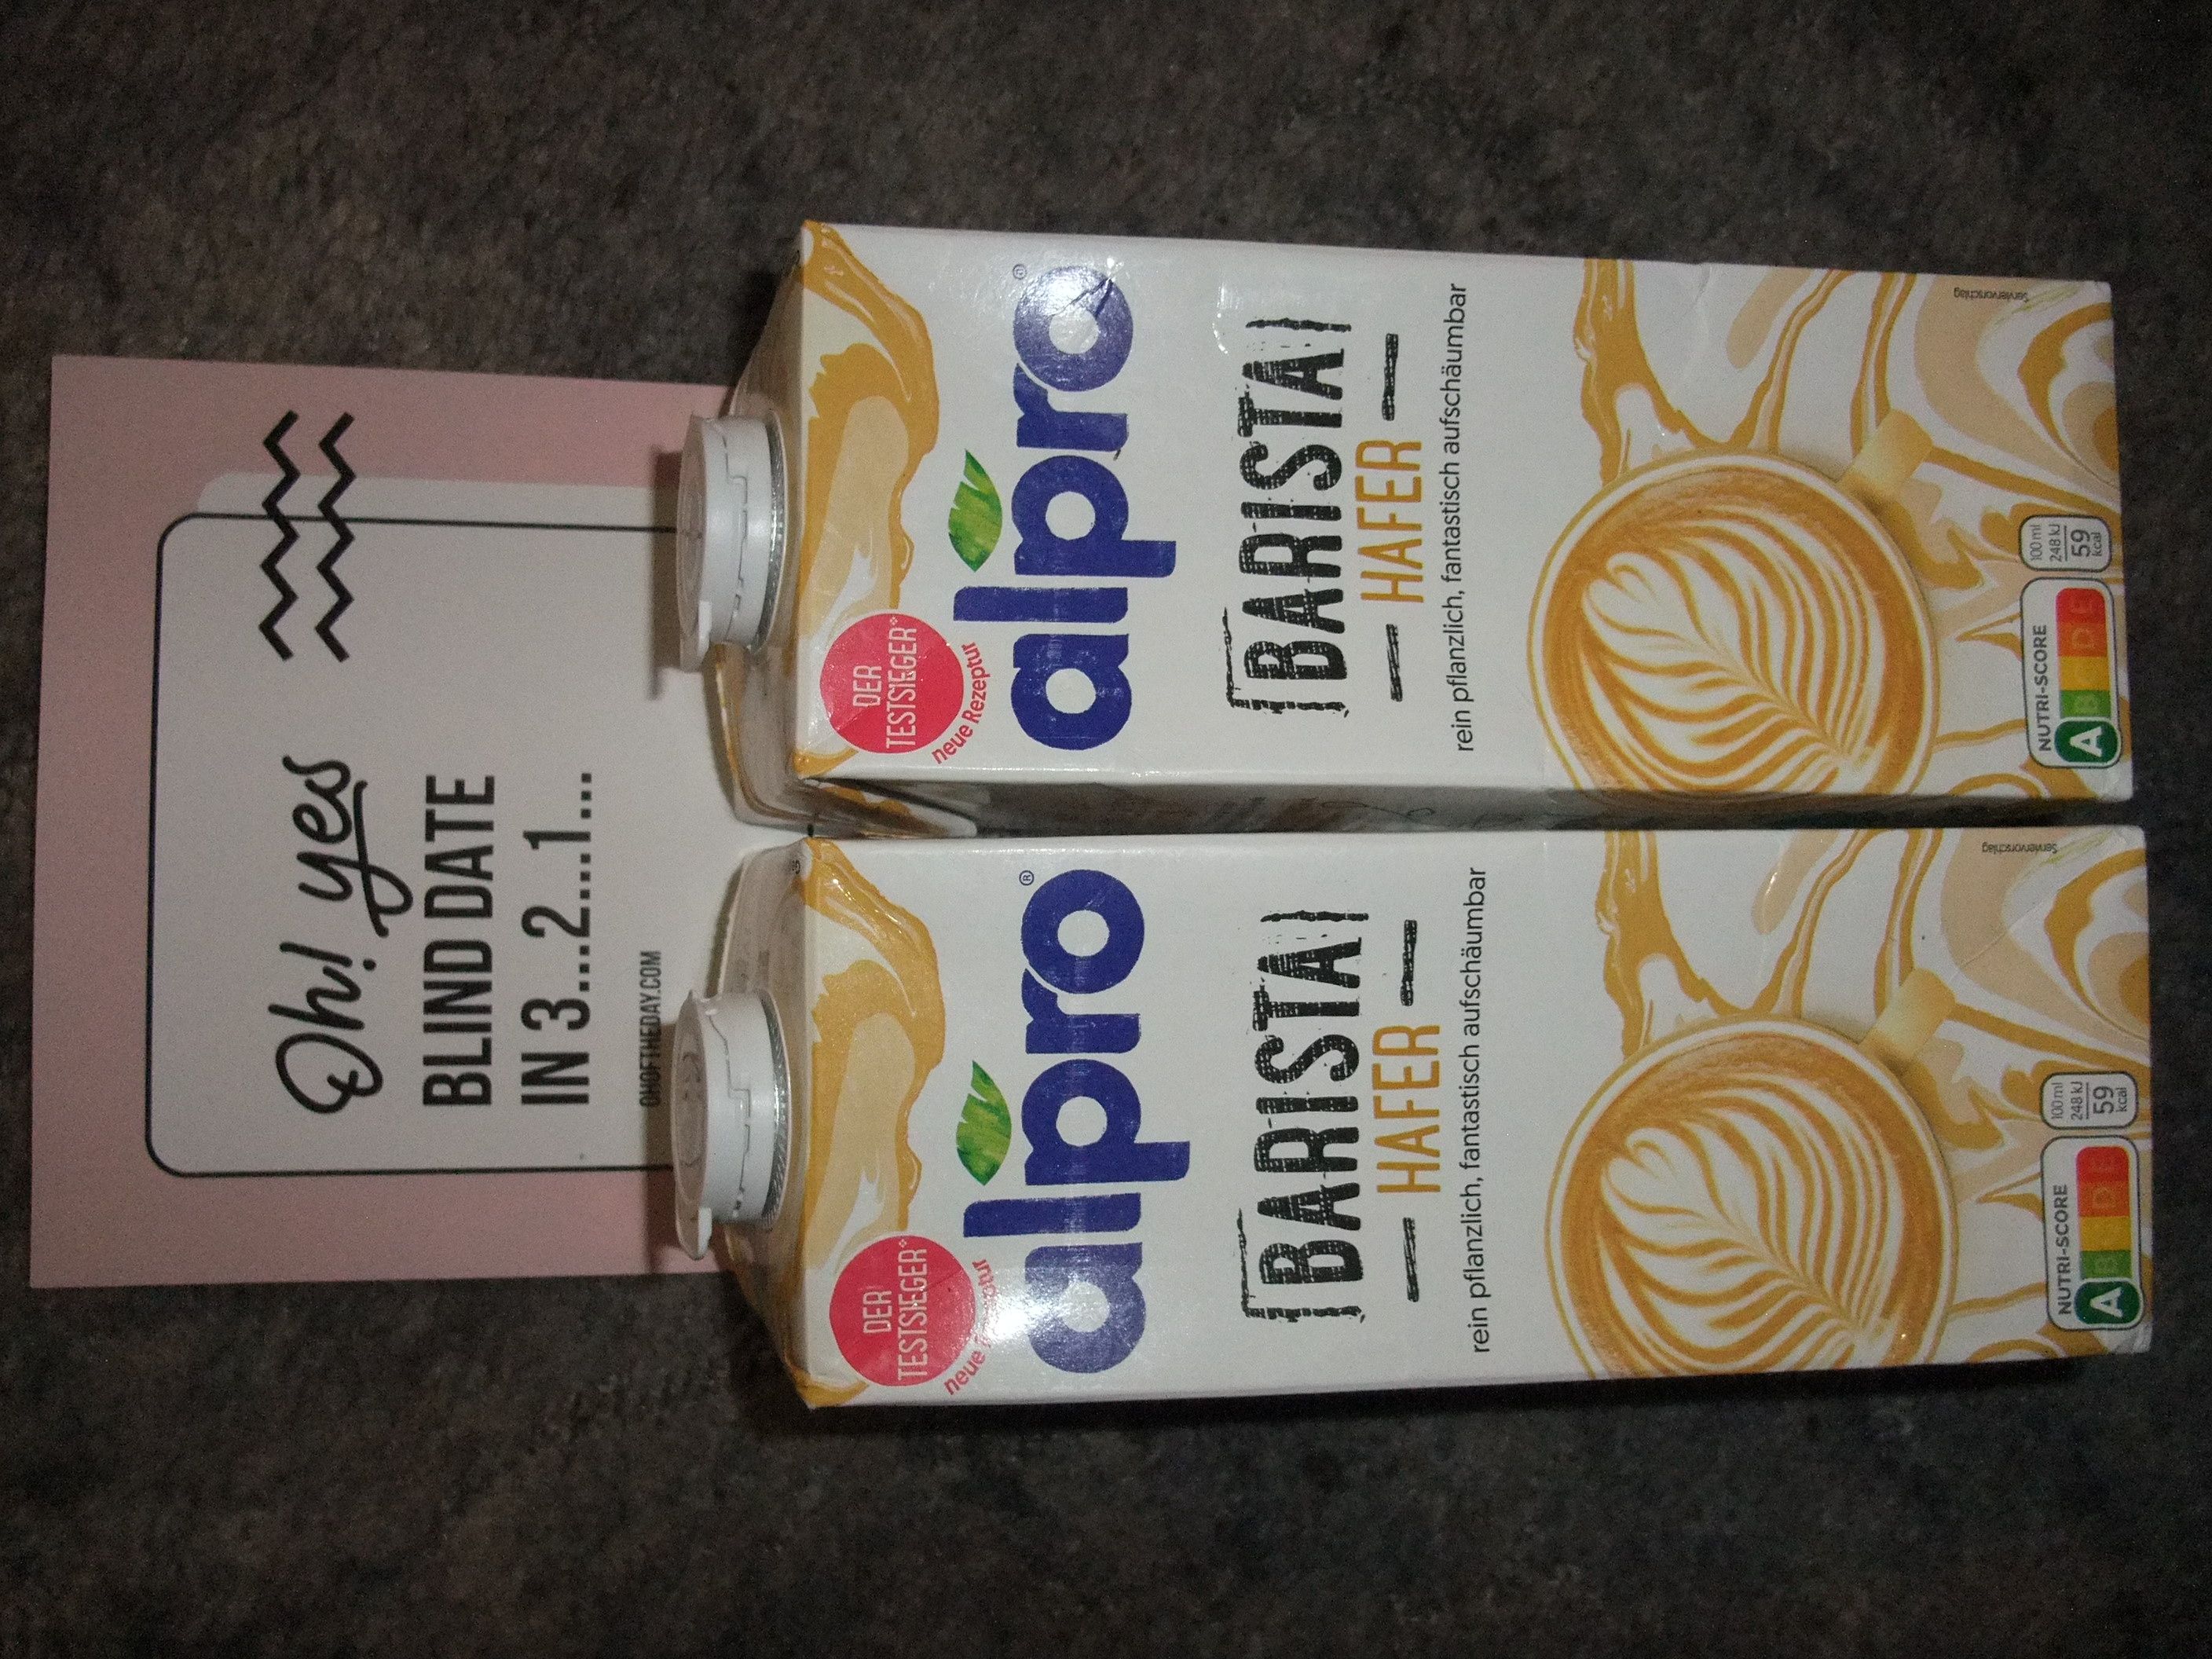 Oh! yes
BLIND DATE
IN 3...2...1...
OHOFTHEDAY.COM
DER
TESTSIEGER*
neue
alpro®
BARISTA
HAFER
rein pflanzlich, fantastisch aufschäumbar
Serviervorschlag
NUTRI-SCORE
A B D E
100 ml
248 kJ
59
kcal
DER
TESTSIEGER*
neue Rezeptur
alpro®
BARISTA
HAFER
rein pflanzlich, fantastisch aufschäumbar
Serviervorschlag
NUTRI-SCORE
A B D E
100 ml
248 kJ
59
kcal